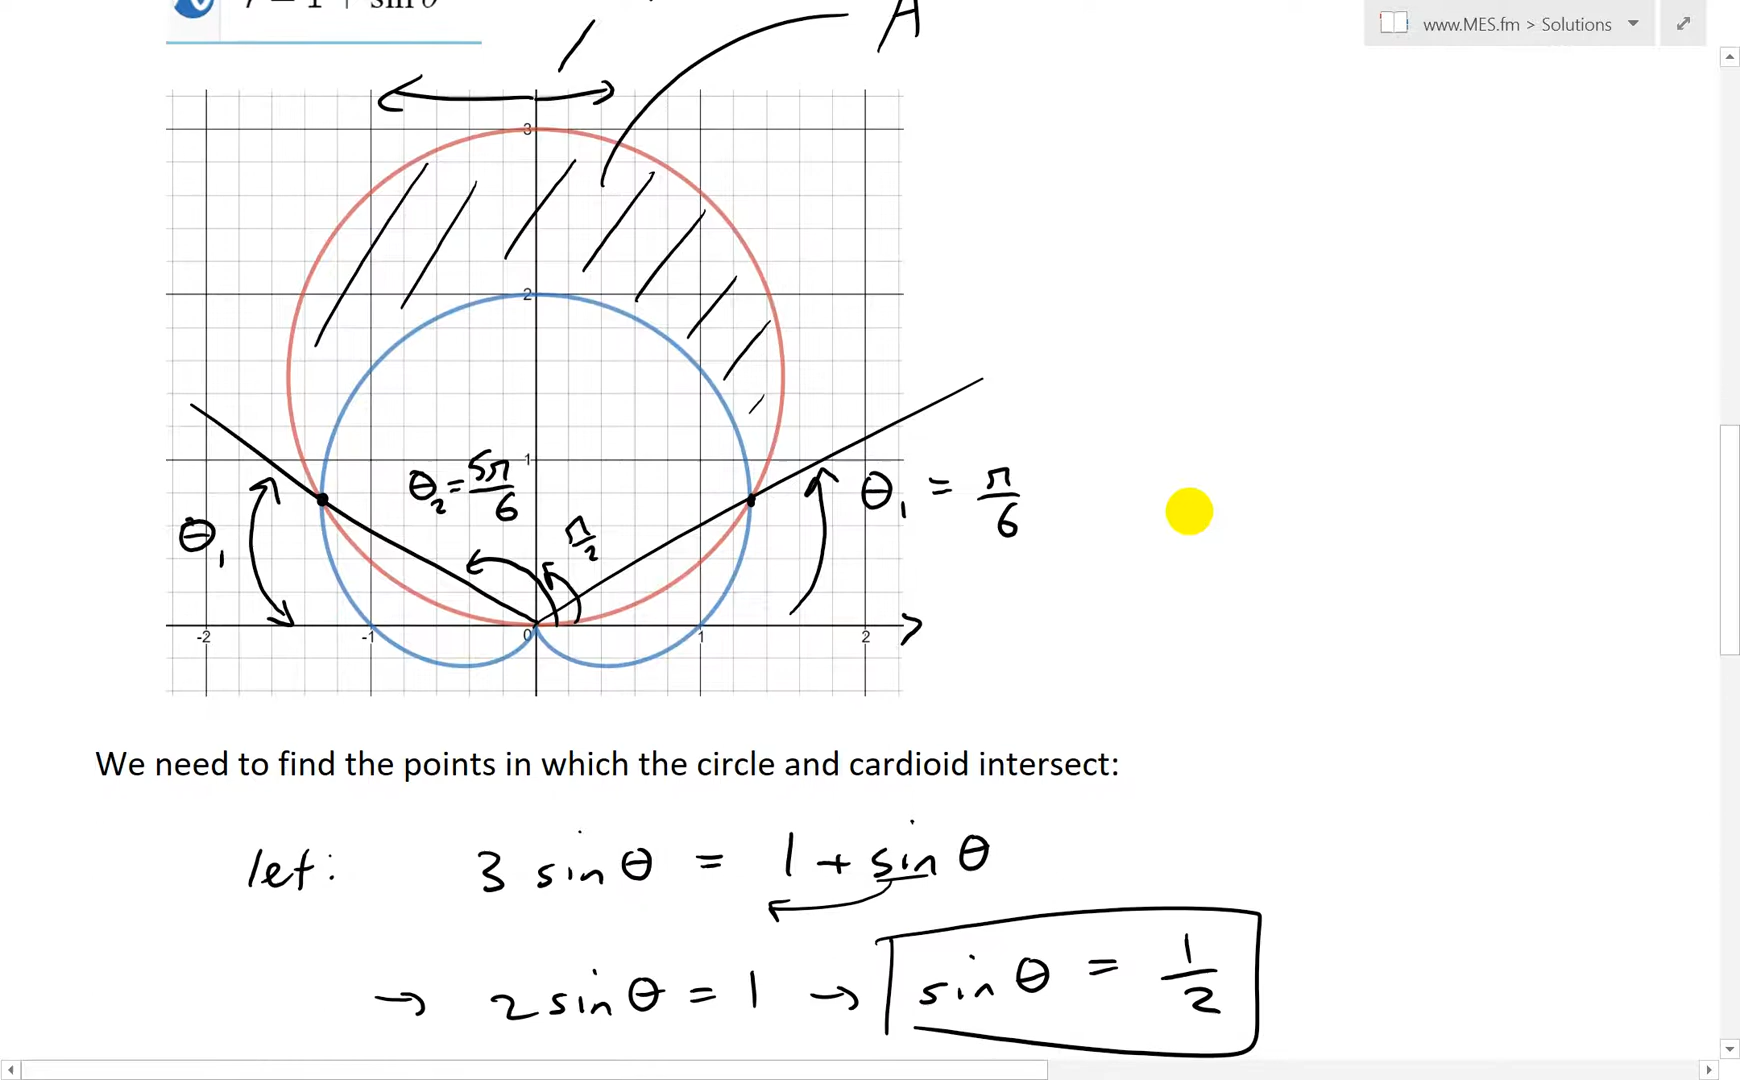 r = 1 + sin θ
A
www.MES.fm > Solutions
3
2
1
θ₂ = 5π/6
π/2
θ₁ = π/6
θ₁
-2 -1 0 1 2
We need to find the points in which the circle and cardioid intersect:
let: 3 sin θ = 1 + sin θ
→ 2 sin θ = 1 → sin θ = 1/2